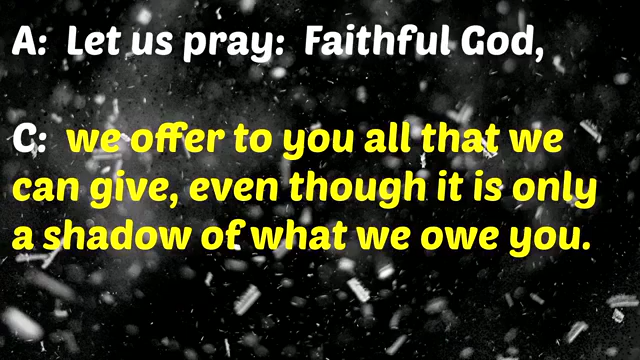 A: Let us pray: Faithful God,
C: we offer to you all that we
can give, even though it is only
a shadow of what we owe you.